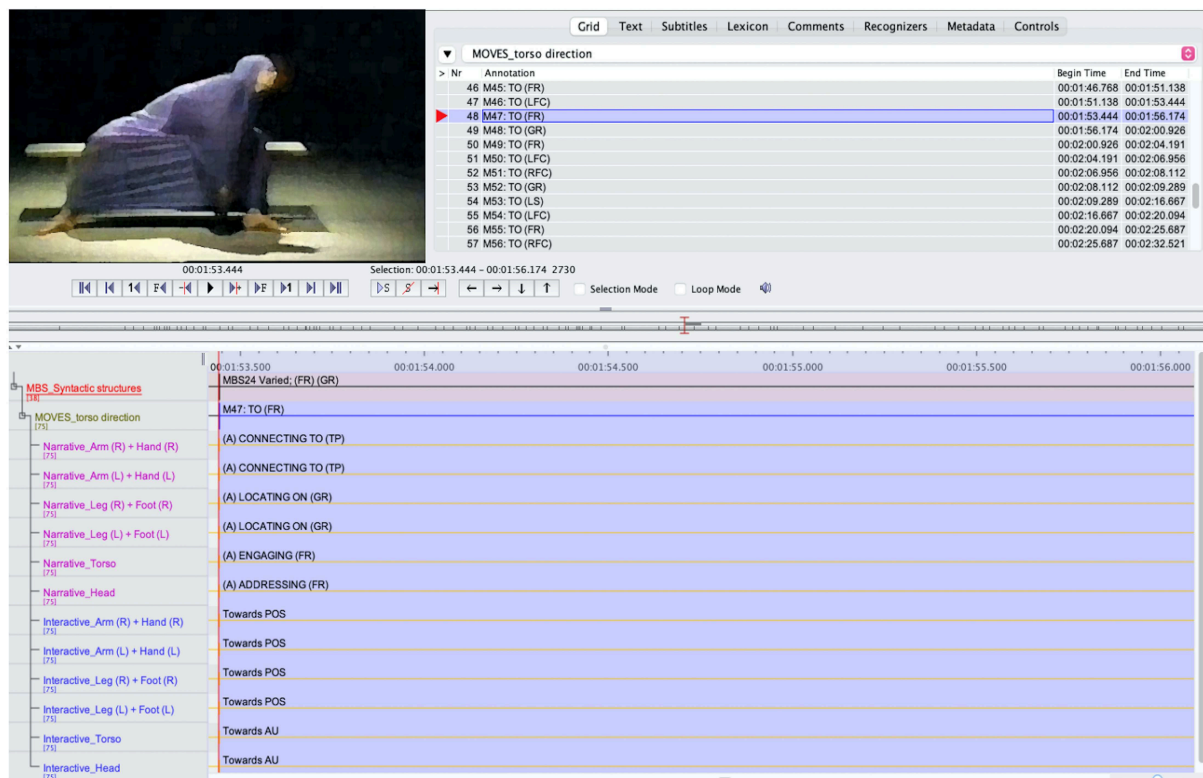 Grid Text Subtitles Lexicon Comments Recognizers Metadata Controls
▼ MOVES_torso direction
> Nr Annotation Begin Time End Time
46 M45: TO (FR) 00:01:46.768 00:01:51.138
47 M46: TO (LFC) 00:01:51.138 00:01:53.444
48 M47: TO (FR) 00:01:53.444 00:01:56.174
49 M48: TO (GR) 00:01:56.174 00:02:00.926
50 M49: TO (FR) 00:02:00.926 00:02:04.191
51 M50: TO (LFC) 00:02:04.191 00:02:06.956
52 M51: TO (RFC) 00:02:06.956 00:02:08.112
53 M52: TO (GR) 00:02:08.112 00:02:09.289
54 M53: TO (LS) 00:02:09.289 00:02:16.667
55 M54: TO (LFC) 00:02:16.667 00:02:20.094
56 M55: TO (FR) 00:02:20.094 00:02:25.687
57 M56: TO (RFC) 00:02:25.687 00:02:32.521
00:01:53.444 Selection: 00:01:53.444 - 00:01:56.174 2730
1 F F 1 S S Selection Mode Loop Mode
00:01:53.500 00:01:54.000 00:01:54.500 00:01:55.000 00:01:55.500 00:01:56.000
MBS_Syntactic structures MBS24 Varied; (FR) (GR)
[38]
MOVES_torso direction M47: TO (FR)
[75]
Narrative_Arm (R) + Hand (R) (A) CONNECTING TO (TP)
[75]
Narrative_Arm (L) + Hand (L) (A) CONNECTING TO (TP)
[75]
Narrative_Leg (R) + Foot (R) (A) LOCATING ON (GR)
[75]
Narrative_Leg (L) + Foot (L) (A) LOCATING ON (GR)
[75]
Narrative_Torso (A) ENGAGING (FR)
[75]
Narrative_Head (A) ADDRESSING (FR)
[75]
Interactive_Arm (R) + Hand (R) Towards POS
[75]
Interactive_Arm (L) + Hand (L) Towards POS
[75]
Interactive_Leg (R) + Foot (R) Towards POS
[75]
Interactive_Leg (L) + Foot (L) Towards POS
[75]
Interactive_Torso Towards AU
[75]
Interactive_Head Towards AU
[75]